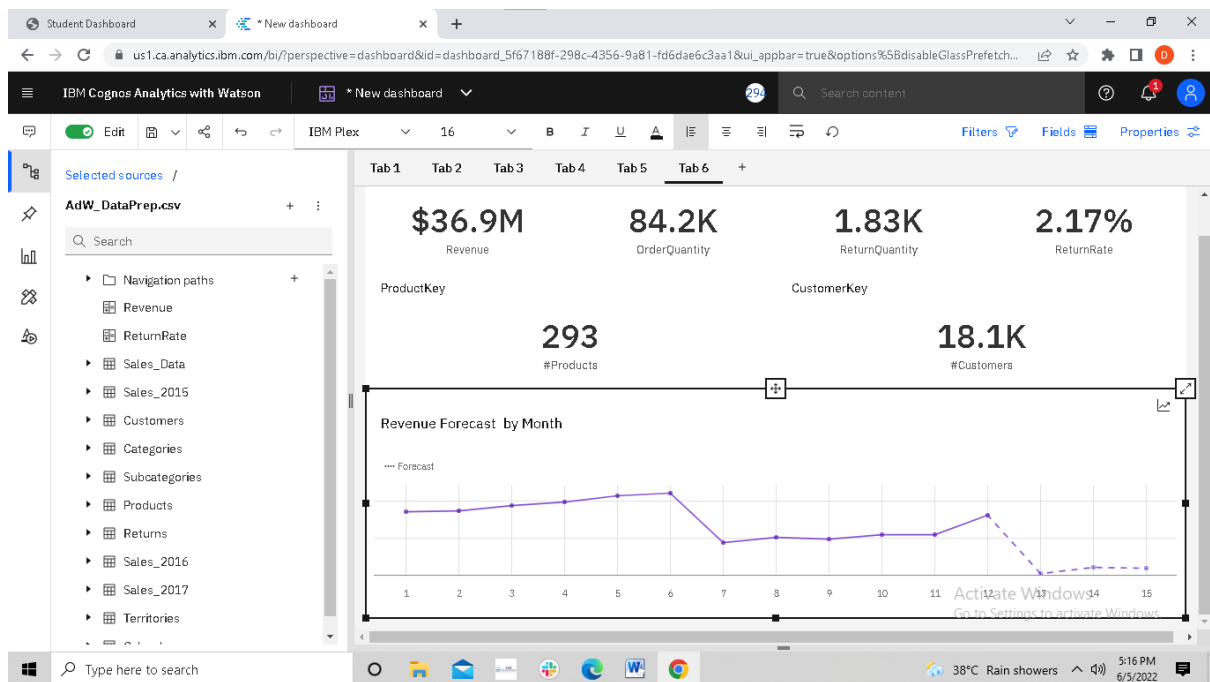 Student Dashboard
* New dashboard
us1.ca.analytics.ibm.com/bi/?perspective=dashboard&id=dashboard_5f67188f-298c-4356-9a81-fd6dae6c3aa1&ui_appbar=true&options%5BdisableGlassPrefetch...
D
IBM Cognos Analytics with Watson
* New dashboard
294
Search content
1
Edit
IBM Plex
16
B I U A
Filters
Fields
Properties
Selected sources /
Tab 1 Tab 2 Tab 3 Tab 4 Tab 5 Tab 6 +
AdW_DataPrep.csv
Search
Navigation paths
Revenue
ReturnRate
Sales_Data
Sales_2015
Customers
Categories
Subcategories
Products
Returns
Sales_2016
Sales_2017
Territories
$36.9M
Revenue
84.2K
OrderQuantity
1.83K
ReturnQuantity
2.17%
ReturnRate
ProductKey
293
#Products
CustomerKey
18.1K
#Customers
Revenue Forecast by Month
Forecast
1 2 3 4 5 6 7 8 9 10 11 12 13 14 15
Activate Windows
Go to Settings to activate Windows.
Type here to search
W
38°C Rain showers
5:16 PM
6/5/2022